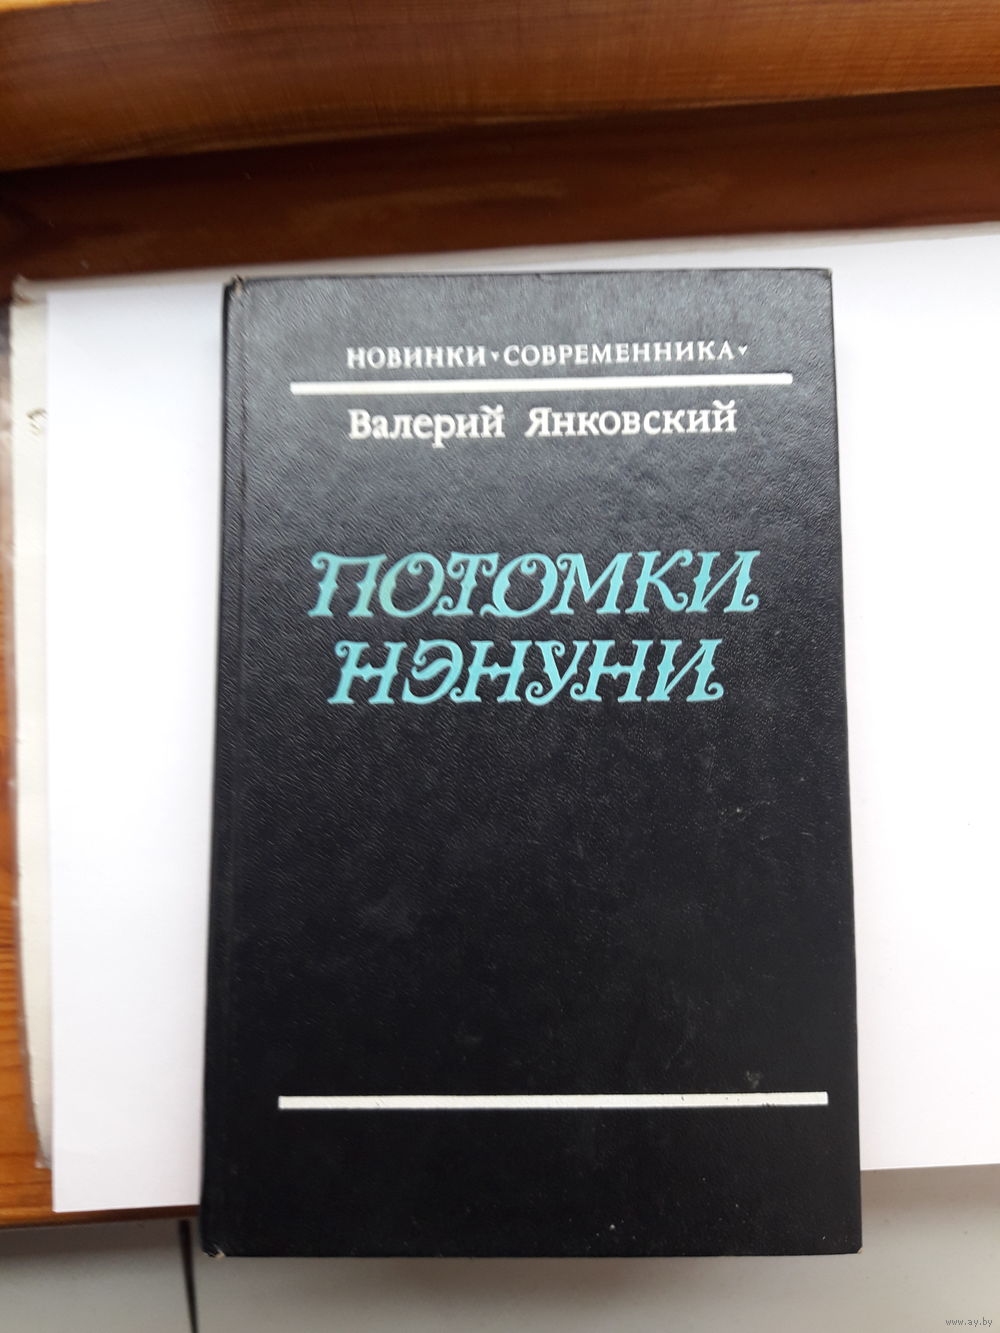 НОВИНКИ ▾ СОВРЕМЕННИКА ▾
Валерий Янковский
ПОТОМКИ
НЭНУНИ
www.ay.by